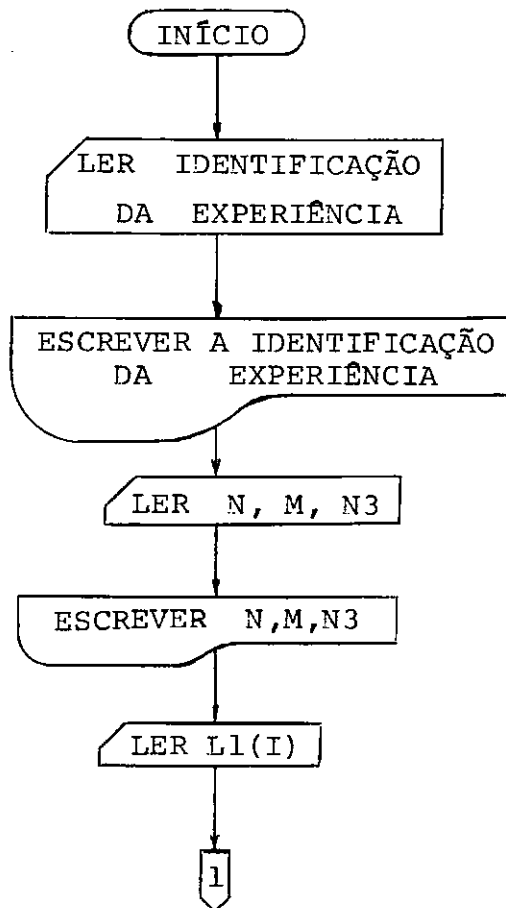 INÍCIO
LER IDENTIFICAÇÃO
DA EXPERIÊNCIA
ESCREVER A IDENTIFICAÇÃO
DA EXPERIÊNCIA
LER N, M, N3
ESCREVER N,M,N3
LER L1(I)
1